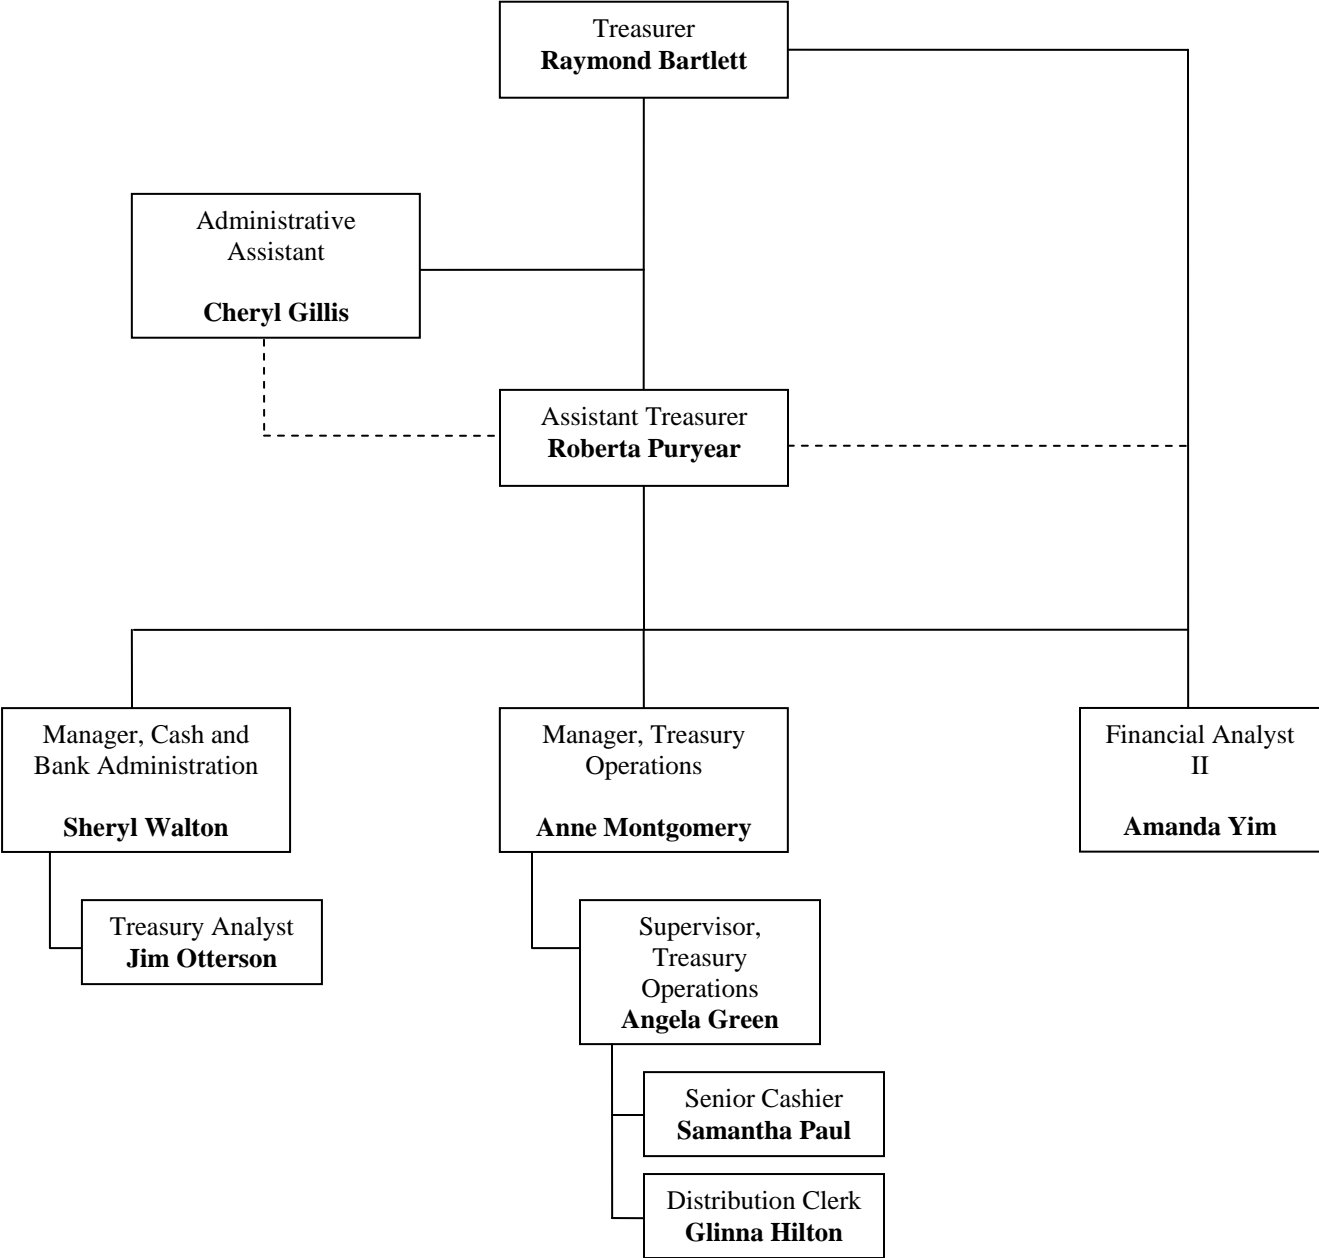 Treasurer
Raymond Bartlett
Administrative
Assistant
Cheryl Gillis
Assistant Treasurer
Roberta Puryear
Manager, Cash and
Bank Administration
Sheryl Walton
Treasury Analyst
Jim Otterson
Manager, Treasury
Operations
Anne Montgomery
Supervisor,
Treasury
Operations
Angela Green
Senior Cashier
Samantha Paul
Distribution Clerk
Glinna Hilton
Financial Analyst
II
Amanda Yim